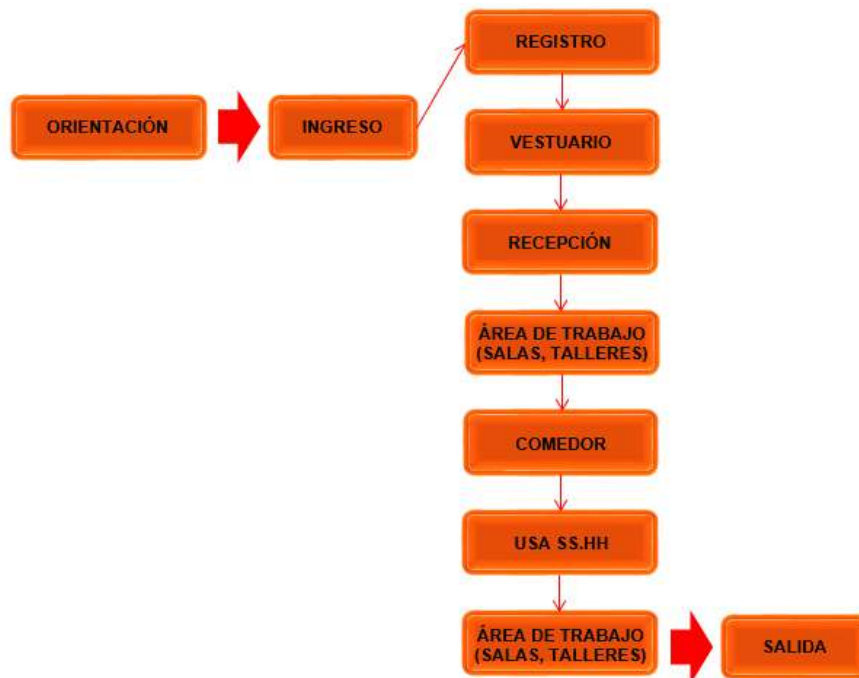 ORIENTACIÓN
INGRESO
REGISTRO
VESTUARIO
RECEPCIÓN
ÁREA DE TRABAJO
(SALAS, TALLERES)
COMEDOR
USA SS.HH
ÁREA DE TRABAJO
(SALAS, TALLERES)
SALIDA